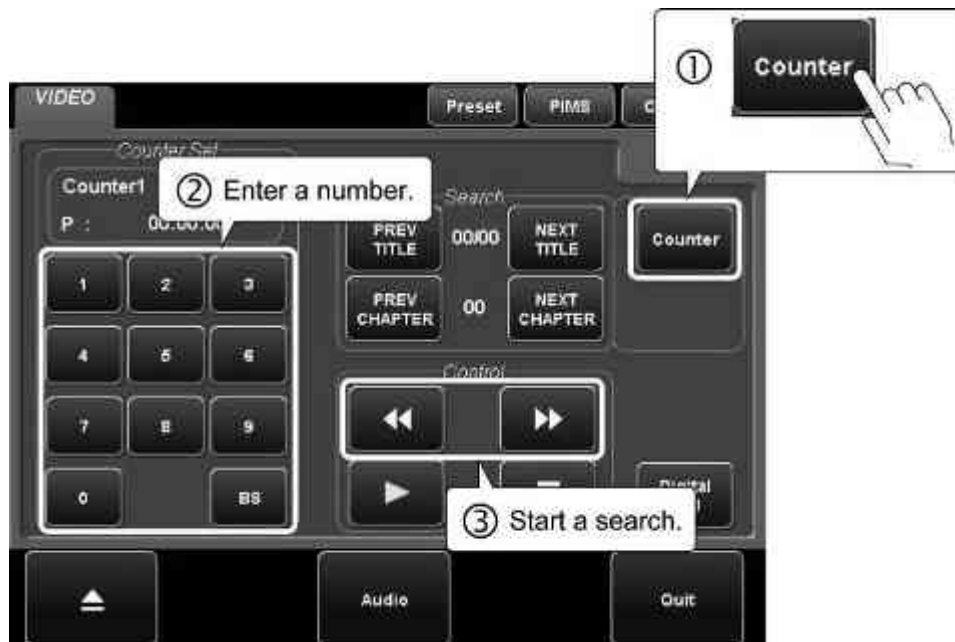 ① Counter
VIDEO
Preset
PIMS
Counter Set
Counter1
② Enter a number.
P :
Search
PREV TITLE
00/00
NEXT TITLE
Counter
PREV CHAPTER
00
NEXT CHAPTER
1
2
3
4
5
6
7
8
9
0
BS
Control
③ Start a search.
Digital
Audio
Quit